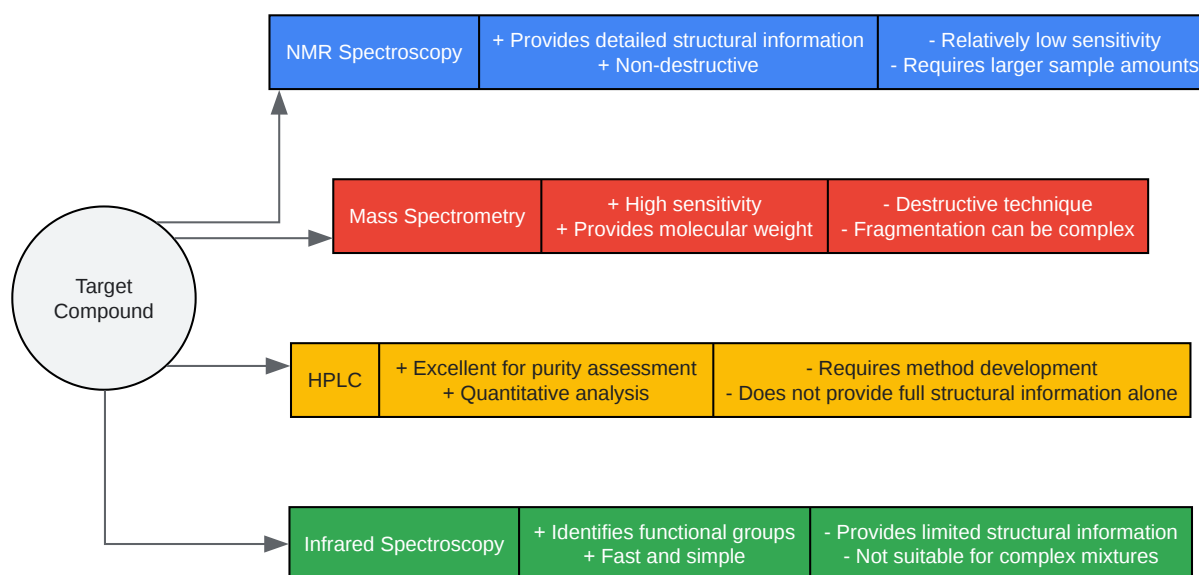 NMR Spectroscopy
+ Provides detailed structural information
+ Non-destructive
- Relatively low sensitivity
- Requires larger sample amounts
Mass Spectrometry
+ High sensitivity
+ Provides molecular weight
- Destructive technique
- Fragmentation can be complex
Target
Compound
HPLC
+ Excellent for purity assessment
+ Quantitative analysis
- Requires method development
- Does not provide full structural information alone
Infrared Spectroscopy
+ Identifies functional groups
+ Fast and simple
- Provides limited structural information
- Not suitable for complex mixtures